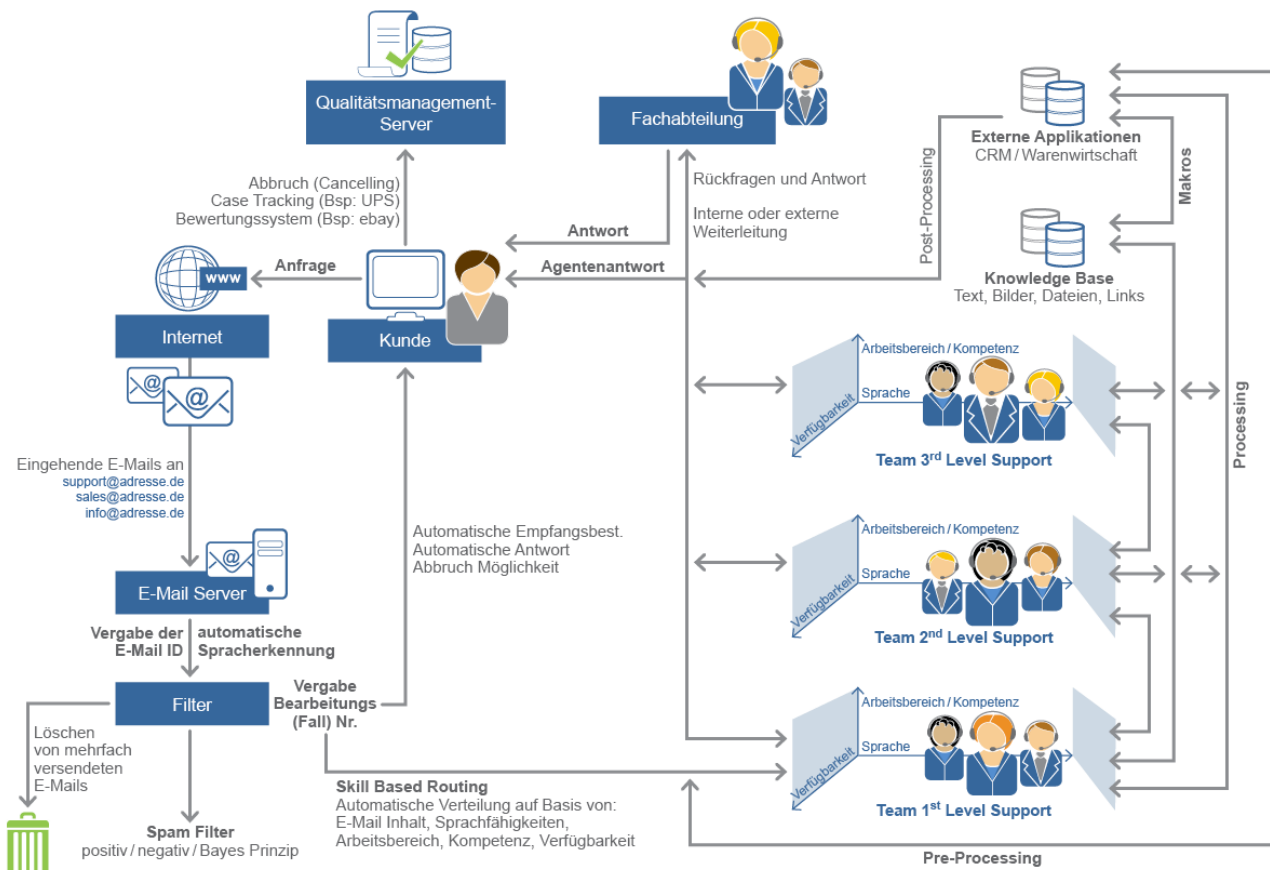 Qualitätsmanagement-
Server
Fachabteilung
Externe Applikationen
CRM / Warenwirtschaft
Makros
Post-Processing
Knowledge Base
Text, Bilder, Dateien, Links
Abbruch (Cancelling)
Case Tracking (Bsp: UPS)
Bewertungssystem (Bsp: ebay)
Rückfragen und Antwort
Interne oder externe
Weiterleitung
Antwort
Agentenantwort
Anfrage
www
Internet
Kunde
@
@
Eingehende E-Mails an
support@adresse.de
sales@adresse.de
info@adresse.de
@
E-Mail Server
Vergabe der
E-Mail ID
automatische
Spracherkennung
Filter
Löschen
von mehrfach
versendeten
E-Mails
Spam Filter
positiv / negativ / Bayes Prinzip
Vergabe
Bearbeitungs
(Fall) Nr.
Automatische Empfangsbest.
Automatische Antwort
Abbruch Möglichkeit
Skill Based Routing
Automatische Verteilung auf Basis von:
E-Mail Inhalt, Sprachfähigkeiten,
Arbeitsbereich, Kompetenz, Verfügbarkeit
Arbeitsbereich / Kompetenz
Sprache
Verfügbarkeit
Team 3rd Level Support
Arbeitsbereich / Kompetenz
Sprache
Verfügbarkeit
Team 2nd Level Support
Arbeitsbereich / Kompetenz
Sprache
Verfügbarkeit
Team 1st Level Support
Processing
Pre-Processing